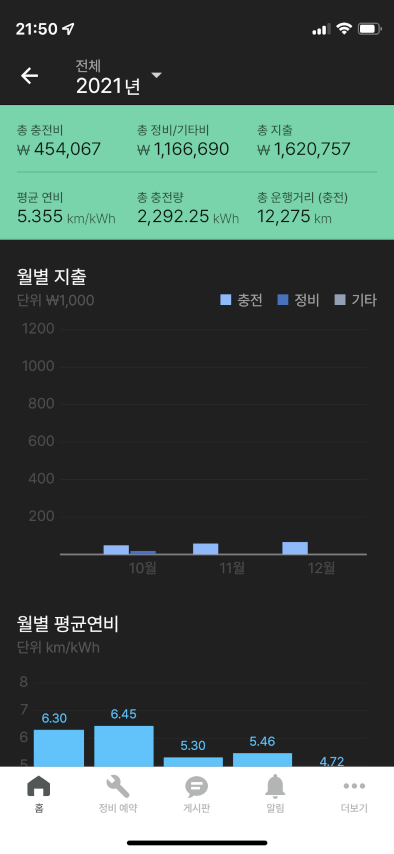 21:50
전체
2021년
총 충전비 총 정비/기타비 총 지출
₩ 454,067 ₩ 1,166,690 ₩ 1,620,757
평균 연비 총 충전량 총 운행거리 (충전)
5.355 km/kWh 2,292.25 kWh 12,275 km
월별 지출
단위 ₩1,000 충전 정비 기타
1200
1000
800
600
400
200
10월 11월 12월
월별 평균연비
단위 km/kWh
8
7
6
5
6.30 6.45 5.30 5.46 4.72
홈 정비 예약 게시판 알림 더보기